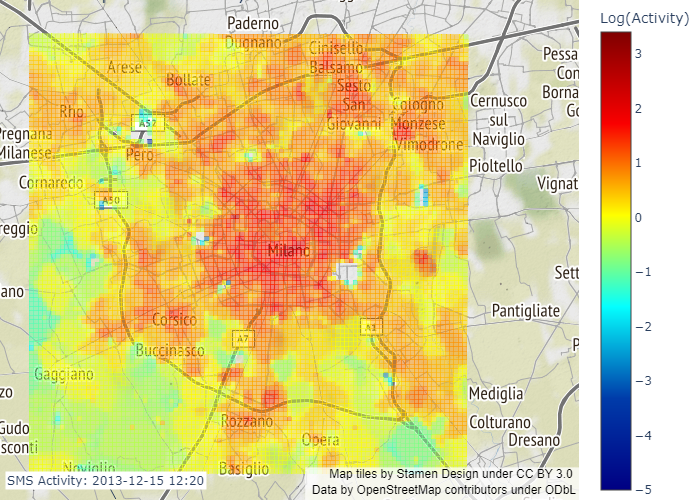 Paderno
Dugnano
Cinisello
Balsamo
Arese
Bollate
Sesto
San
Giovanni
Rho
A52
Cologno
Monzese
Vimodrone
Cernusco
sul
Naviglio
Pessa
Con
Borna
Go
Pregnana
Milanese
Pero
Pioltello
Cornaredo
A50
Vignat
reggio
Milano
Sett
ano
Corsico
A1
Pantigliate
Buccinasco
A7
P
Gaggiano
zo
Rozzano
Mediglia
Gudo
sconti
Opera
Colturano
Dresano
Noviglio
Basiglio
SMS Activity: 2013-12-15 12:20
Map tiles by Stamen Design under CC BY 3.0
Data by OpenStreetMap contributors under ODbL
Log(Activity)
3
2
1
0
−1
−2
−3
−4
−5